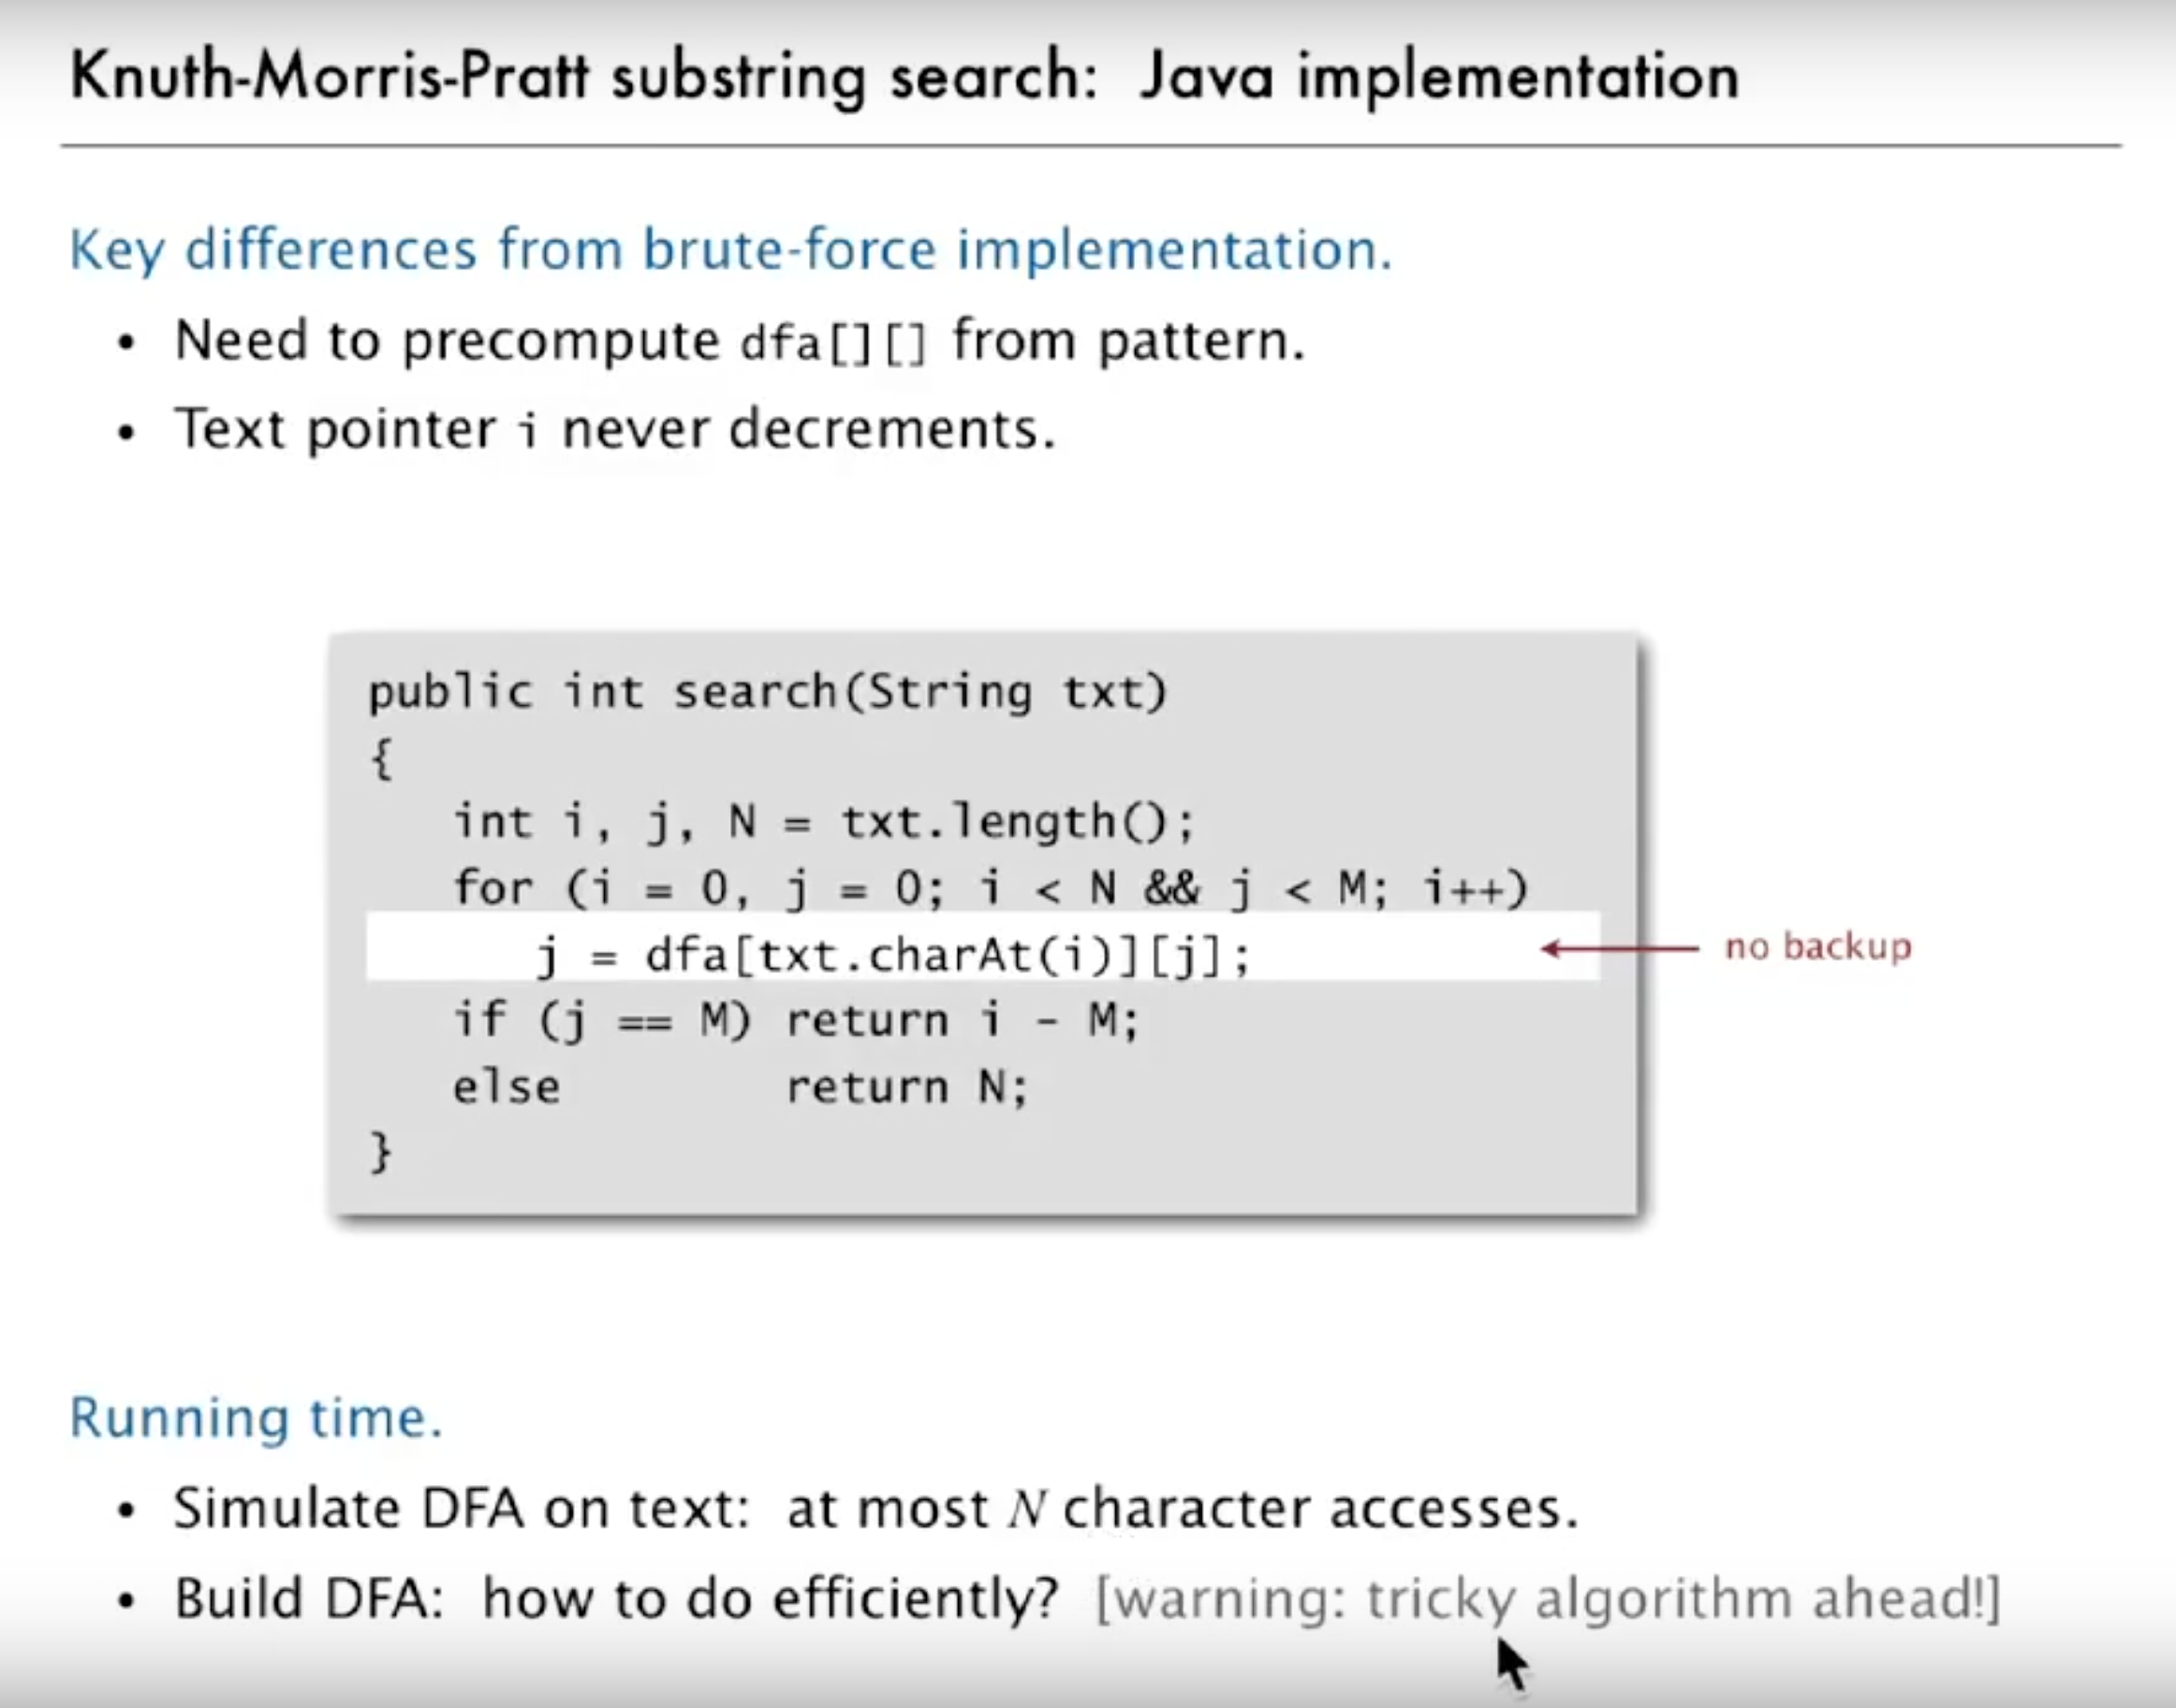 Knuth-Morris-Pratt substring search: Java implementation
Key differences from brute-force implementation.
• Need to precompute dfa[][] from pattern.
• Text pointer i never decrements.
public int search(String txt)
{
int i, j, N = txt.length();
for (i = 0, j = 0; i < N && j < M; i++)
j = dfa[txt.charAt(i)][j]; no backup
if (j == M) return i - M;
else return N;
}
Running time.
• Simulate DFA on text: at most N character accesses.
• Build DFA: how to do efficiently? [warning: tricky algorithm ahead!]